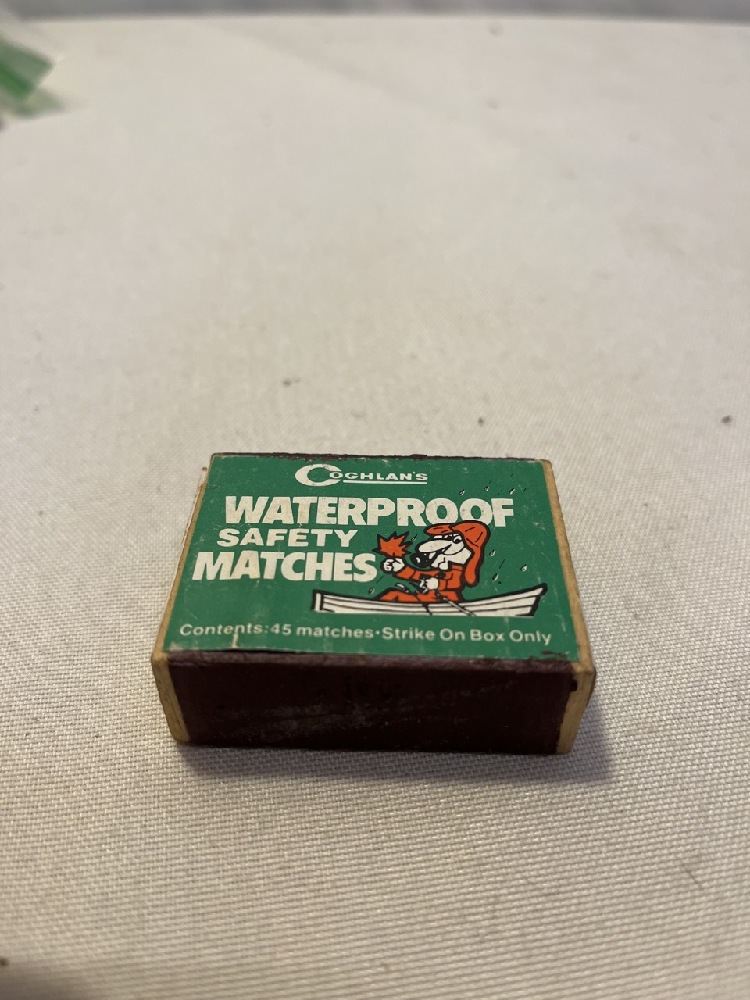 COGHLAN'S
WATERPROOF
SAFETY
MATCHES
Contents: 45 matches•Strike On Box Only